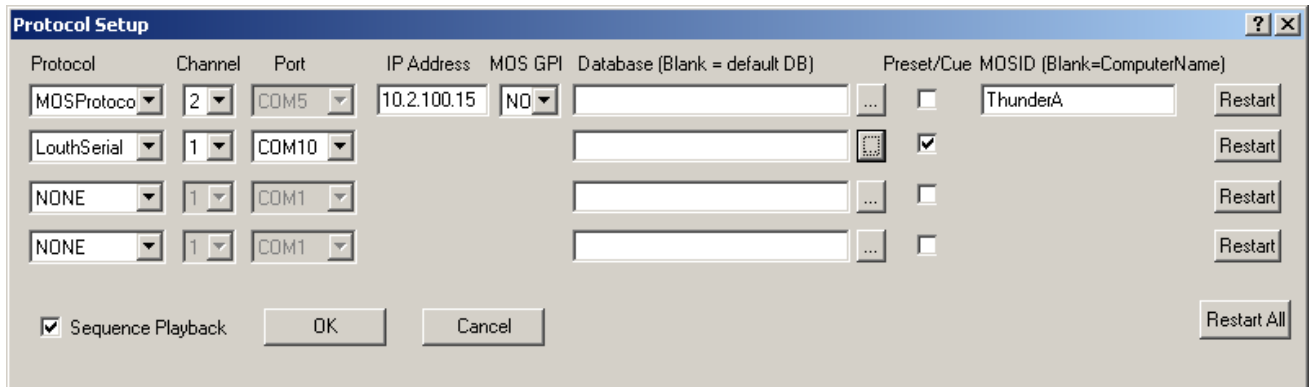 Protocol Setup
Protocol Channel Port IP Address MOS GPI Database (Blank = default DB) Preset/Cue MOSID (Blank=ComputerName)
MOSProtoco 2 COM5 10.2.100.15 NO ... ThunderA Restart
LouthSerial 1 COM10 Restart
NONE 1 COM1 ... Restart
NONE 1 COM1 ... Restart
Sequence Playback OK Cancel Restart All